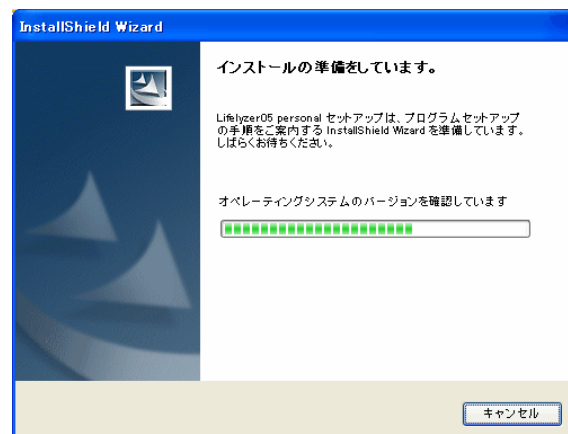 InstallShield Wizard
インストールの準備をしています。
Lifelyzer05 personal セットアップは、プログラムセットアップ
の手順をご案内する InstallShield Wizard を準備しています。
しばらくお待ちください。
オペレーティングシステムのバージョンを確認しています
キャンセル